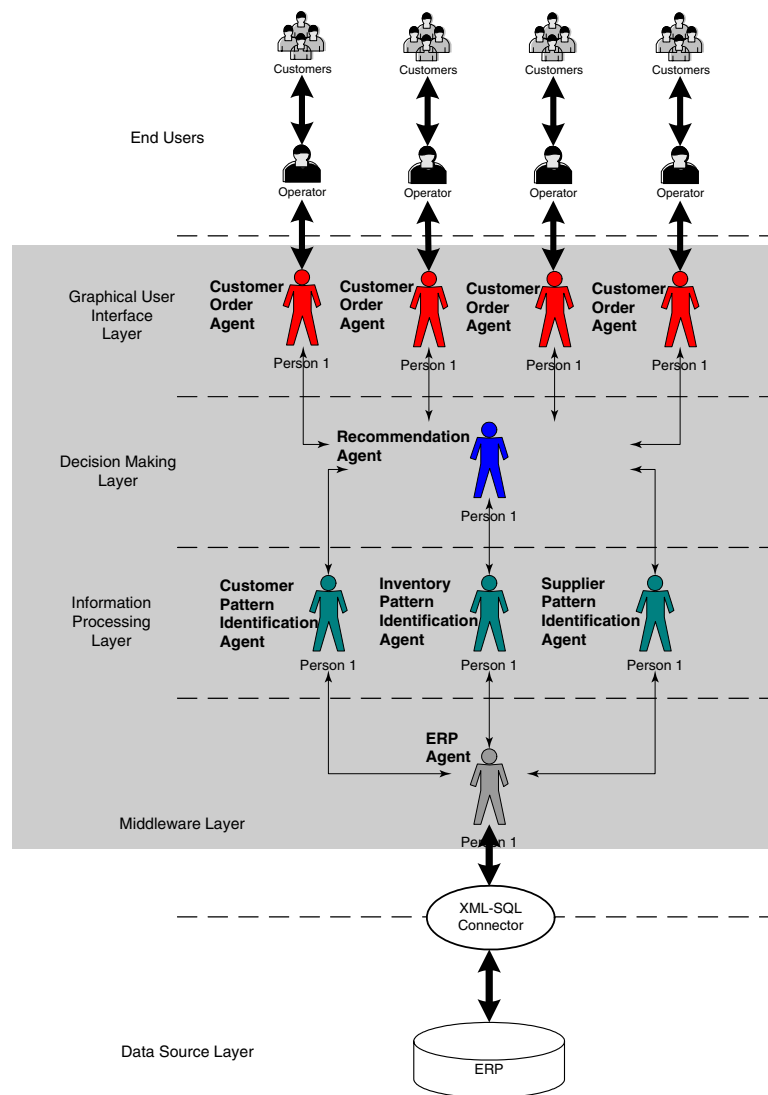 Customers Customers Customers Customers
End Users
Operator Operator Operator Operator
Graphical User
Interface
Layer
Customer
Order
Agent
Customer
Order
Agent
Customer
Order
Agent
Customer
Order
Agent
Person 1 Person 1 Person 1 Person 1
Decision Making
Layer
Recommendation
Agent
Person 1
Information
Processing
Layer
Customer
Pattern
Identification
Agent
Inventory
Pattern
Identification
Agent
Supplier
Pattern
Identification
Agent
Person 1 Person 1 Person 1
ERP
Agent
Middleware Layer
Person 1
XML-SQL
Connector
Data Source Layer
ERP